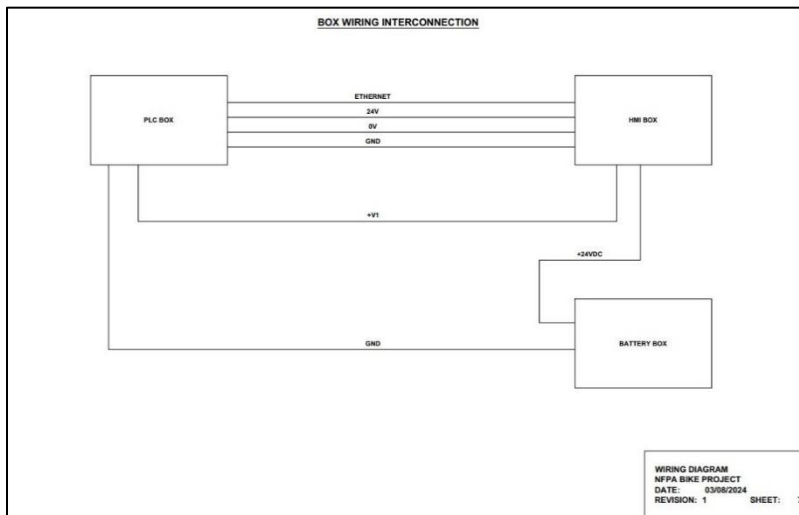 BOX WIRING INTERCONNECTION
ETHERNET
24V
PLC BOX
0V
HMI BOX
GND
+V1
+24VDC
GND
BATTERY BOX
WIRING DIAGRAM
NFPA BIKE PROJECT
DATE: 03/08/2024
REVISION: 1 SHEET: